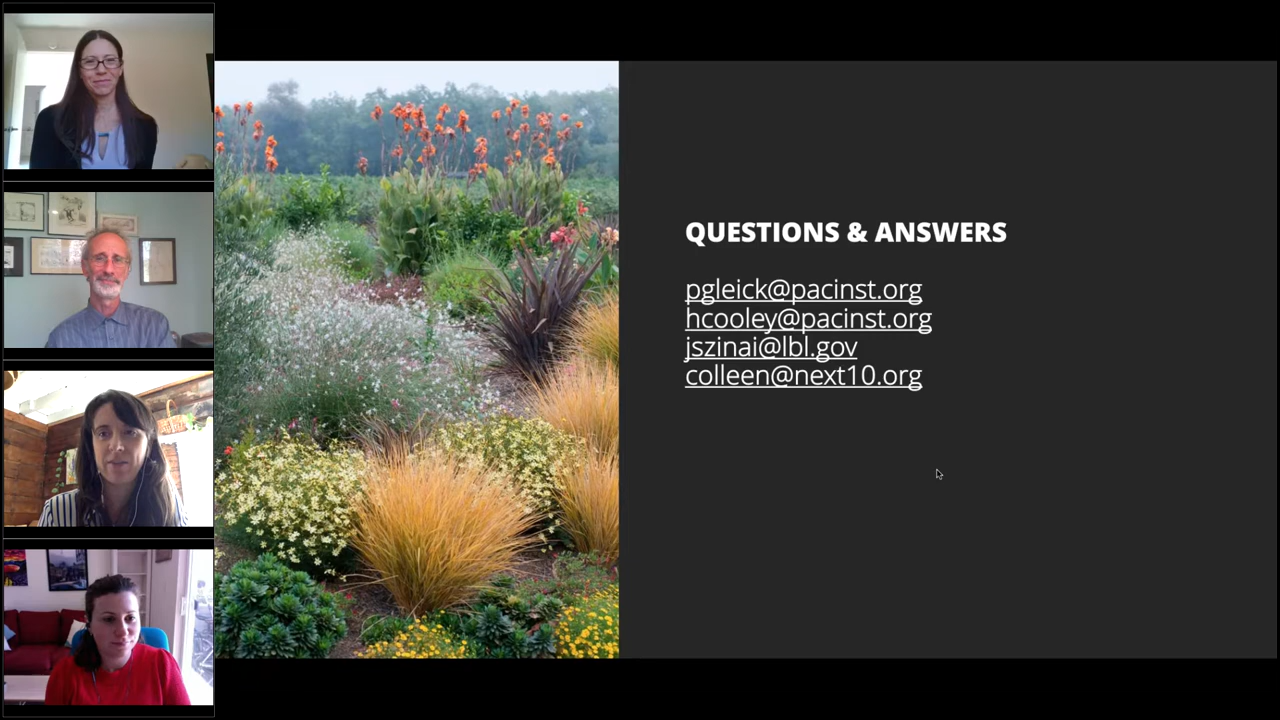 QUESTIONS & ANSWERS
pgleick@pacinst.org
hcooley@pacinst.org
jszinai@lbl.gov
colleen@next10.org